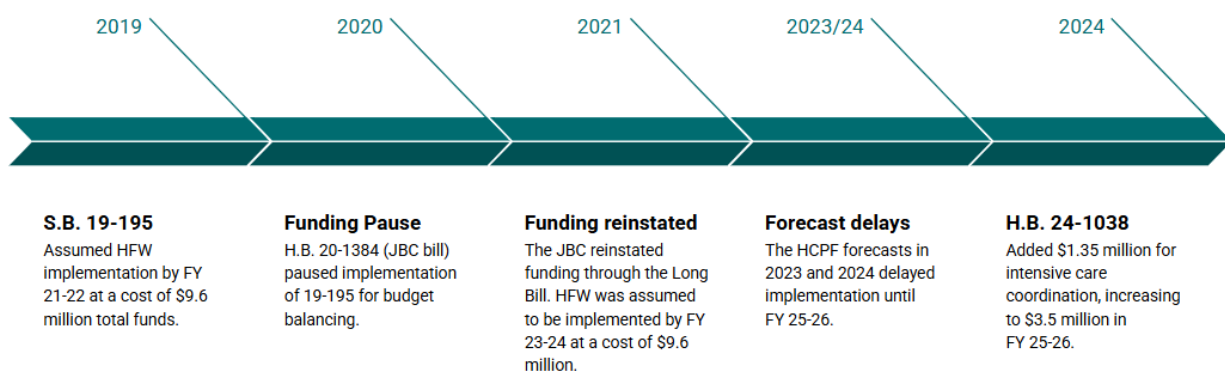 2019
2020
2021
2023/24
2024
S.B. 19-195
Assumed HFW
implementation by FY
21-22 at a cost of $9.6
million total funds.
Funding Pause
H.B. 20-1384 (JBC bill)
paused implementation
of 19-195 for budget
balancing.
Funding reinstated
The JBC reinstated
funding through the Long
Bill. HFW was assumed
to be implemented by FY
23-24 at a cost of $9.6
million.
Forecast delays
The HCPF forecasts in
2023 and 2024 delayed
implementation until
FY 25-26.
H.B. 24-1038
Added $1.35 million for
intensive care
coordination, increasing
to $3.5 million in
FY 25-26.